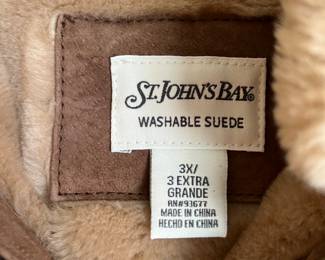 ST. JOHN'S BAY®
WASHABLE SUEDE
3X/
3 EXTRA
GRANDE
RN#93677
MADE IN CHINA
HECHO EN CHINA